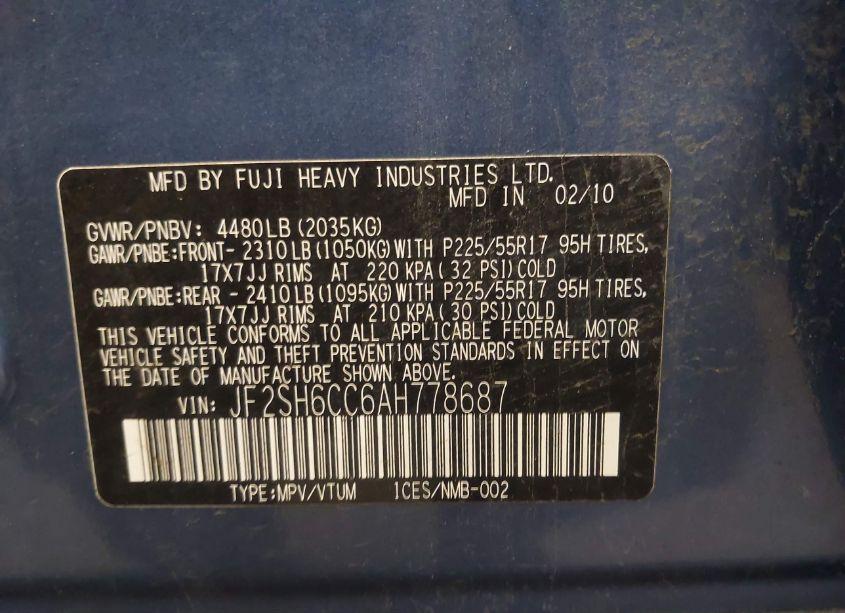 MFD BY FUJI HEAVY INDUSTRIES LTD.
MFD IN 02/10
GVWR/PNBV: 4480LB (2035KG)
GAWR/PNBE:FRONT- 2310LB(1050KG)WITH P225/55R17 95H TIRES,
17X7JJ RIMS AT 220 KPA( 32 PSI)COLD
GAWR/PNBE:REAR - 2410LB(1095KG)WITH P225/55R17 95H TIRES,
17X7JJ RIMS AT 210 KPA( 30 PSI)COLD
THIS VEHICLE CONFORMS TO ALL APPLICABLE FEDERAL MOTOR
VEHICLE SAFETY AND THEFT PREVENTION STANDARDS IN EFFECT ON
THE DATE OF MANUFACTURE SHOWN ABOVE.
VIN: JF2SH6CC6AH778687
TYPE:MPV/VTUM 1CES/NMB-002